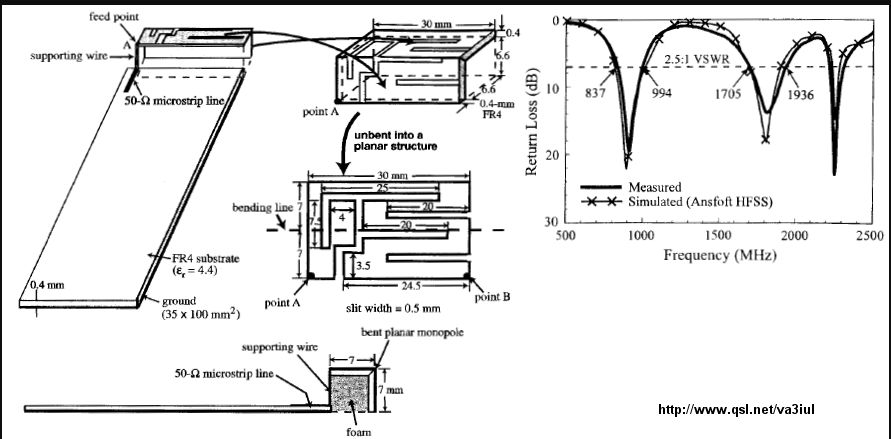 feed point
A
supporting wire
50-Ω microstrip line
FR4 substrate
(εr = 4.4)
0.4 mm
ground
(35 x 100 mm²)
30 mm
0.4
6.6
6.6
0.4-mm
FR4
point A
unbent into a
planar structure
30 mm
25
bending line
7
7
7.5
4
20
20
3.5
24.5
point A
point B
slit width = 0.5 mm
bent planar monopole
supporting wire
7
50-Ω microstrip line
7 mm
foam
0
10
20
30
Return Loss (dB)
2.5:1 VSWR
837
994
1705
1936
Measured
Simulated (Ansfoft HFSS)
500
1000
1500
2000
2500
Frequency (MHz)
http://www.qsl.net/va3iul